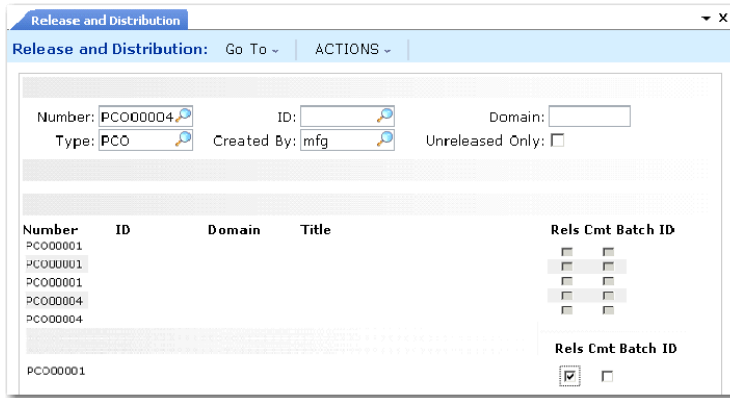 Release and Distribution
X
Release and Distribution: Go To ACTIONS
Number: PCO00004 ID: Domain:
Type: PCO Created By: mfg Unreleased Only:
Number ID Domain Title Rels Cmt Batch ID
PCO00001
PCO00001
PCO00001
PCO00004
PCO00004
Rels Cmt Batch ID
PCO00001